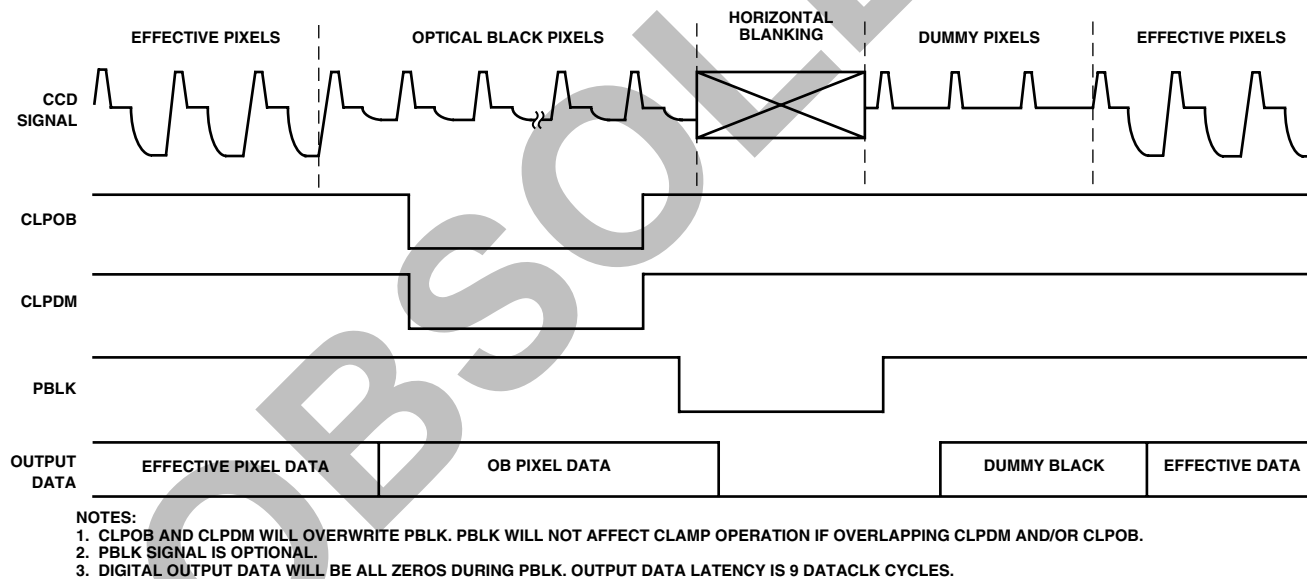 EFFECTIVE PIXELS
OPTICAL BLACK PIXELS
HORIZONTAL
BLANKING
DUMMY PIXELS
EFFECTIVE PIXELS
CCD
SIGNAL
CLPOB
CLPDM
PBLK
OUTPUT
DATA
EFFECTIVE PIXEL DATA
OB PIXEL DATA
DUMMY BLACK
EFFECTIVE DATA
NOTES:
1. CLPOB AND CLPDM WILL OVERWRITE PBLK. PBLK WILL NOT AFFECT CLAMP OPERATION IF OVERLAPPING CLPDM AND/OR CLPOB.
2. PBLK SIGNAL IS OPTIONAL.
3. DIGITAL OUTPUT DATA WILL BE ALL ZEROS DURING PBLK. OUTPUT DATA LATENCY IS 9 DATACLK CYCLES.
OBSOLE